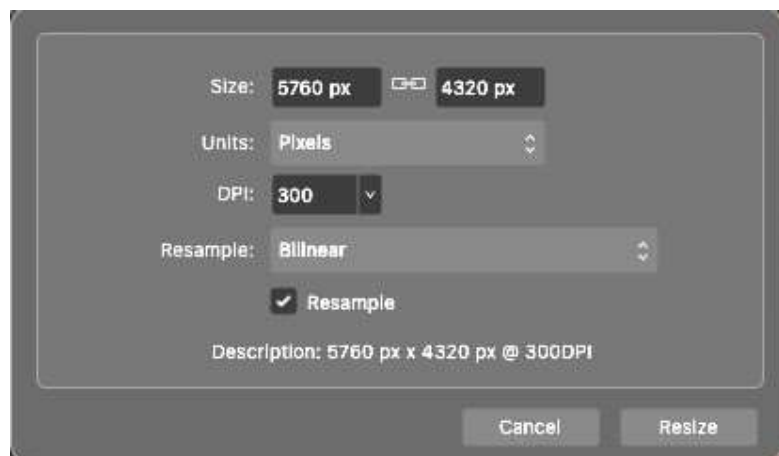 Size: 5760 px 4320 px
Units: Pixels
DPI: 300
Resample: Bilinear
Resample
Description: 5760 px x 4320 px @ 300DPI
Cancel Resize